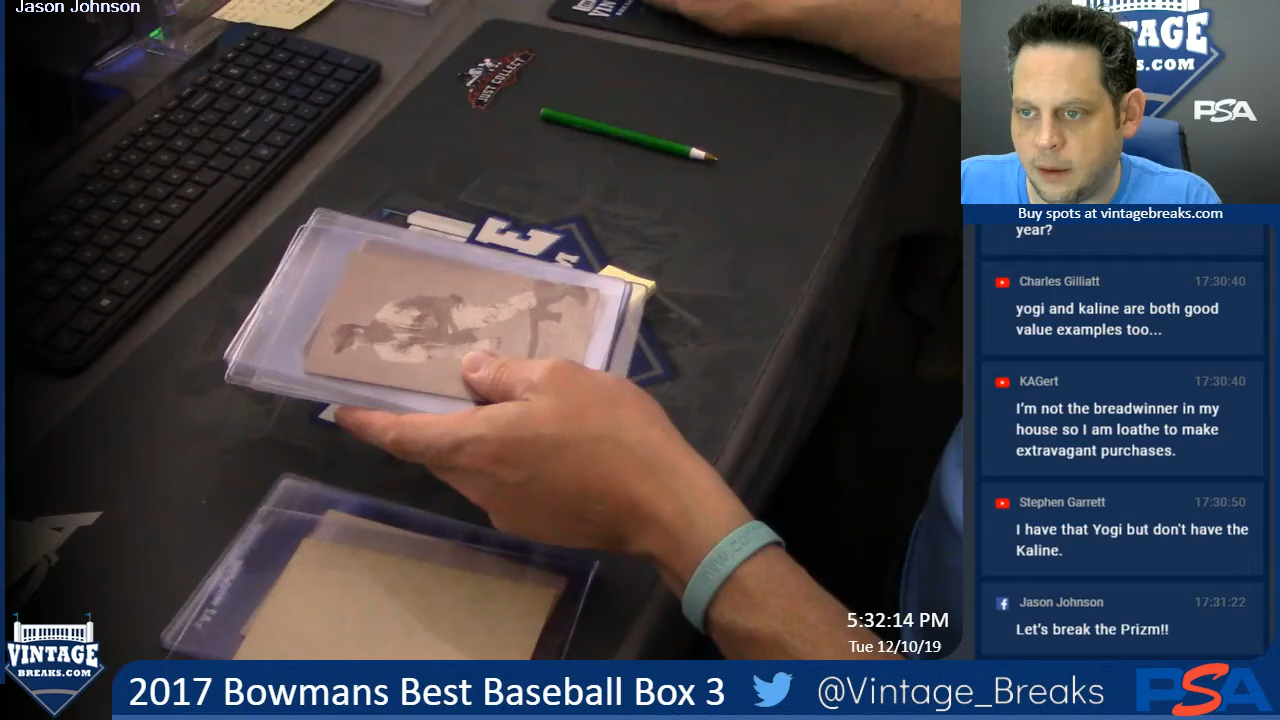 Jason Johnson
JUST COLLECT
VIN
VINTAGE
BREAKS.COM
PSA
Buy spots at vintagebreaks.com
year?
Charles Gilliatt 17:30:40
yogi and kaline are both good
value examples too...
KAGert 17:30:40
I'm not the breadwinner in my
house so I am loathe to make
extravagant purchases.
Stephen Garrett 17:30:50
I have that Yogi but don't have the
Kaline.
Jason Johnson 17:31:22
Let's break the Prizm!!
5:32:14 PM
Tue 12/10/19
VINTAGE
BREAKS.COM
2017 Bowmans Best Baseball Box 3
@Vintage_Breaks
PSA